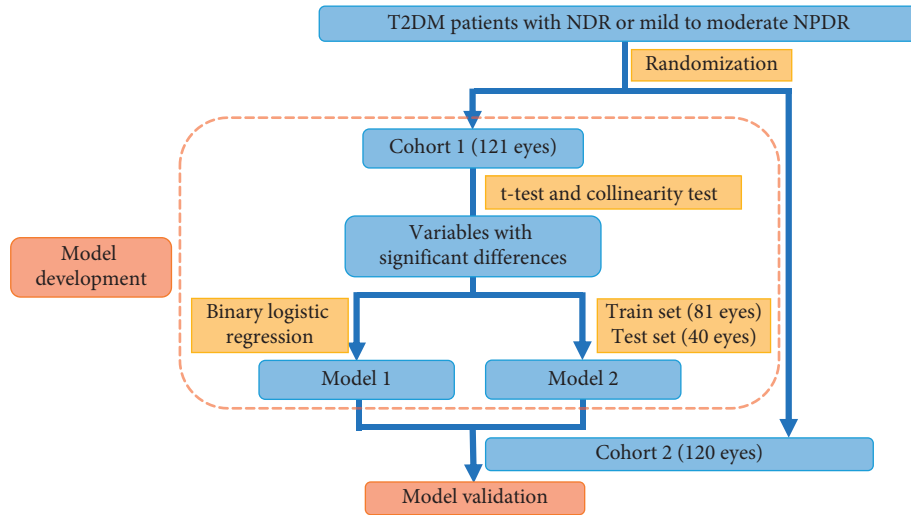 T2DM patients with NDR or mild to moderate NPDR
Randomization
Cohort 1 (121 eyes)
t-test and collinearity test
Variables with
significant differences
Model
development
Binary logistic
regression
Train set (81 eyes)
Test set (40 eyes)
Model 1
Model 2
Cohort 2 (120 eyes)
Model validation